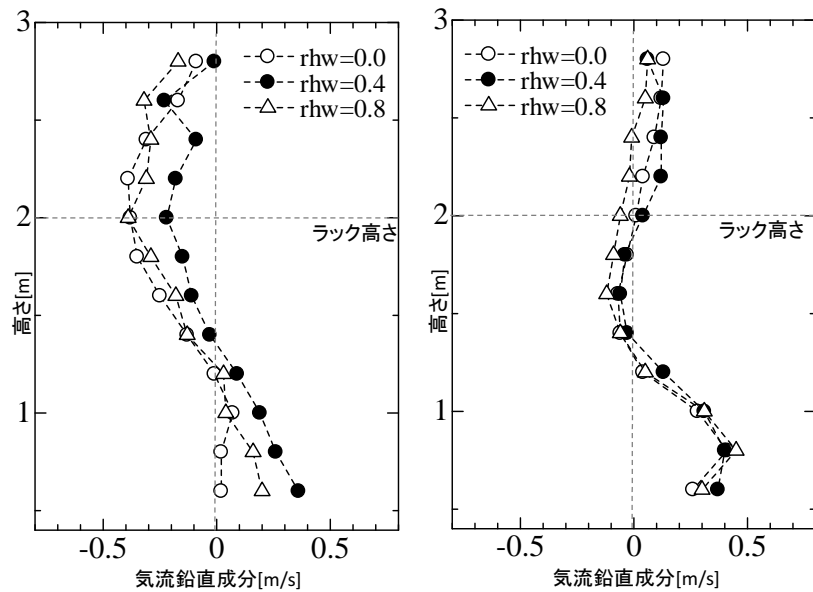 3
2
1
高さ[m]
rhw=0.0
rhw=0.4
rhw=0.8
ラック高さ
-0.5
0
0.5
気流鉛直成分[m/s]
3
2
1
高さ[m]
rhw=0.0
rhw=0.4
rhw=0.8
ラック高さ
-0.5
0
0.5
気流鉛直成分[m/s]